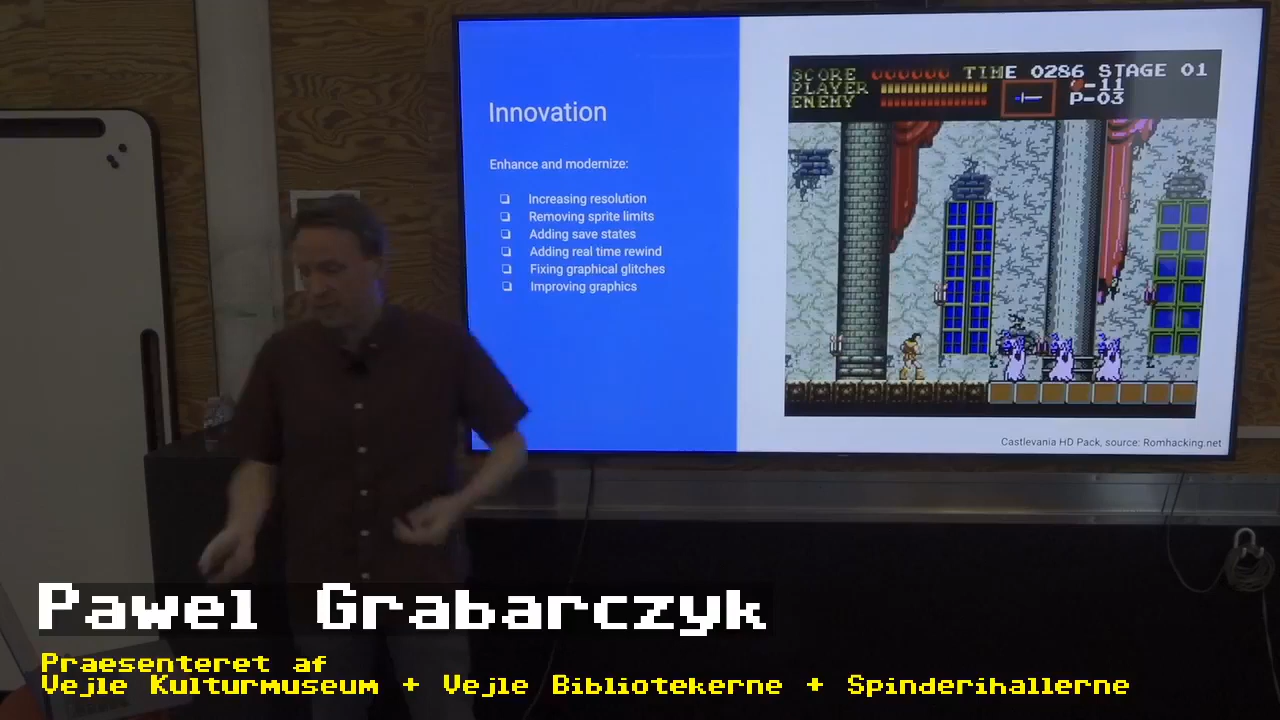 Innovation
Enhance and modernize:
Increasing resolution
Removing sprite limits
Adding save states
Adding real time rewind
Fixing graphical glitches
Improving graphics
SCORE 000000 TIME 0286 STAGE 01
PLAYER -11
ENEMY P-03
Castlevania HD Pack, source: Romhacking.net
Pawel Grabarczyk
Praesenteret af
Vejle Kulturmuseum + Vejle Bibliotekerne + Spinderihallerne